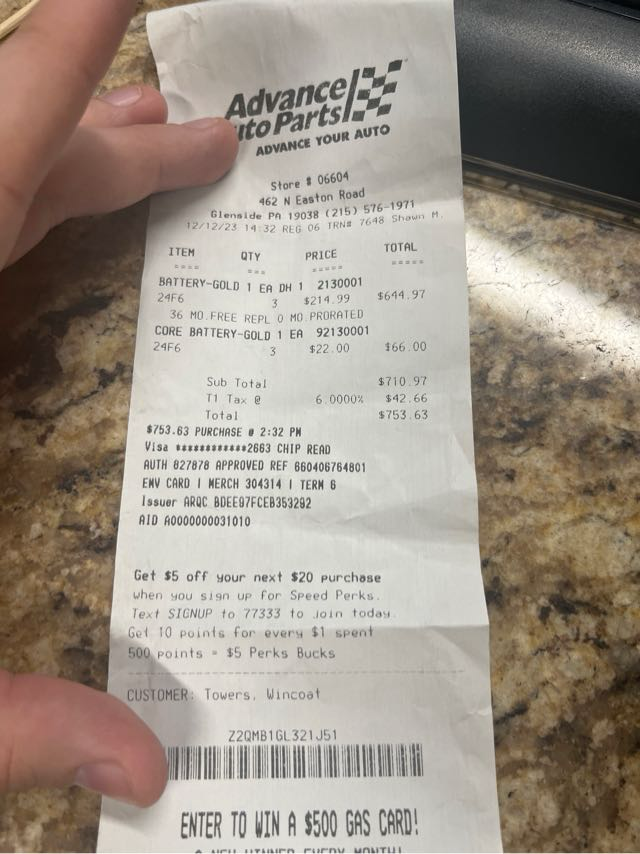 Advance
uto Parts
ADVANCE YOUR AUTO
Store # 06604
462 N Easton Road
Glenside PA 19038 (215) 576-1971
12/12/23 14:32 REG 06 TRN# 7648 Shawn M.
ITEM QTY PRICE TOTAL
==== === ===== =====
BATTERY-GOLD 1 EA DH 1 2130001
24F6 3 $214.99 $644.97
36 MO.FREE REPL 0 MO.PRORATED
CORE BATTERY-GOLD 1 EA 92130001
24F6 3 $22.00 $66.00
Sub Total $710.97
T1 Tax @ 6.0000% $42.66
Total $753.63
$753.63 PURCHASE @ 2:32 PM
Visa ************2663 CHIP READ
AUTH 027878 APPROVED REF 660406764801
EMV CARD | MERCH 304314 | TERM 6
Issuer ARQC BDEE97FCEB353292
AID A0000000031010
Get $5 off your next $20 purchase
when you sign up for Speed Perks.
Text SIGNUP to 77333 to join today.
Get 10 points for every $1 spent
500 points = $5 Perks Bucks
CUSTOMER: Towers, Wincoat
Z2QMB1GL321J51
ENTER TO WIN A $500 GAS CARD!
A NEW WINNER EVERY MONTH!